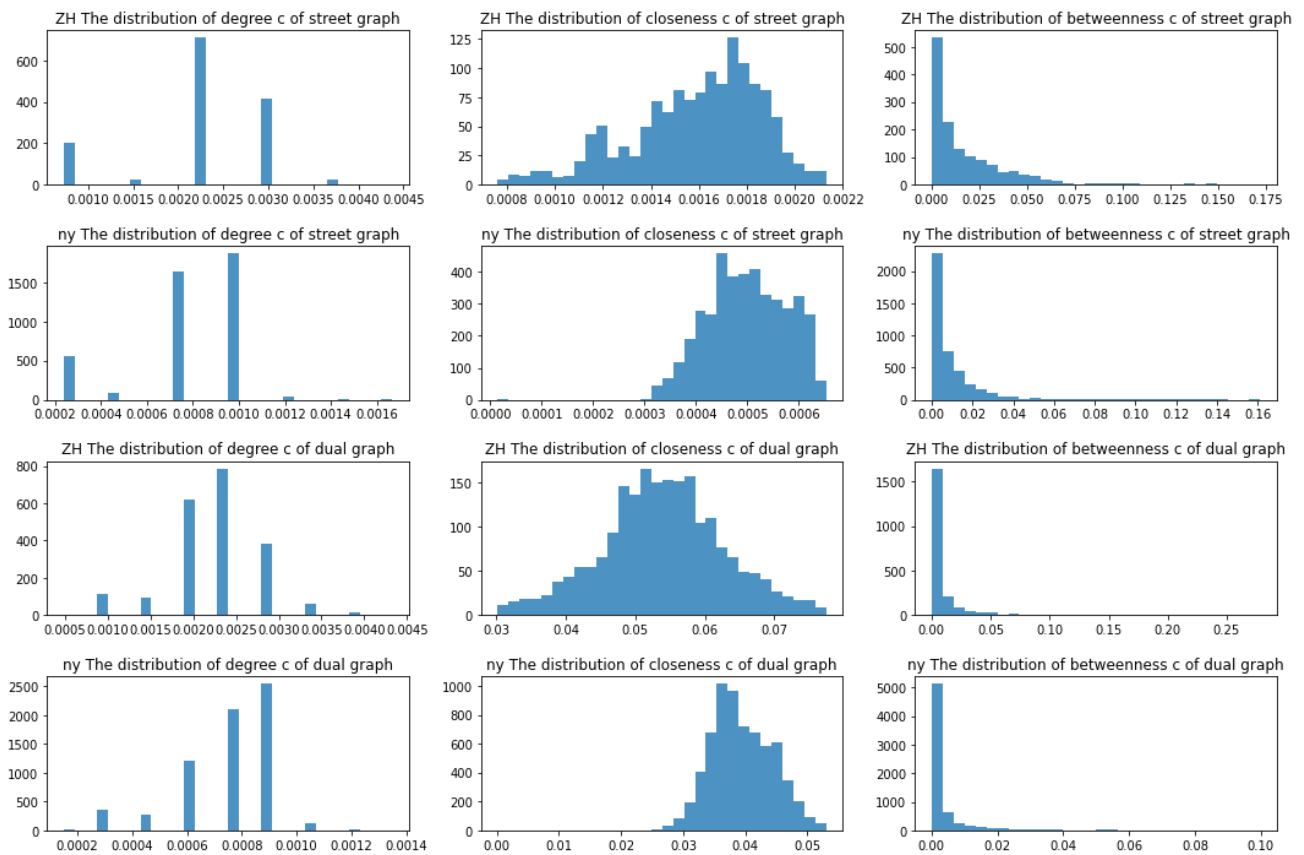 ZH The distribution of degree c of street graph
600
400
200
0
0.0010 0.0015 0.0020 0.0025 0.0030 0.0035 0.0040 0.0045
ZH The distribution of closeness c of street graph
125
100
75
50
25
0
0.0008 0.0010 0.0012 0.0014 0.0016 0.0018 0.0020 0.0022
ZH The distribution of betweenness c of street graph
500
400
300
200
100
0
0.000 0.025 0.050 0.075 0.100 0.125 0.150 0.175
ny The distribution of degree c of street graph
1500
1000
500
0
0.0002 0.0004 0.0006 0.0008 0.0010 0.0012 0.0014 0.0016
ny The distribution of closeness c of street graph
400
300
200
100
0
0.0000 0.0001 0.0002 0.0003 0.0004 0.0005 0.0006
ny The distribution of betweenness c of street graph
2000
1500
1000
500
0
0.00 0.02 0.04 0.06 0.08 0.10 0.12 0.14 0.16
ZH The distribution of degree c of dual graph
800
600
400
200
0
0.0005 0.0010 0.0015 0.0020 0.0025 0.0030 0.0035 0.0040 0.0045
ZH The distribution of closeness c of dual graph
150
100
50
0
0.03 0.04 0.05 0.06 0.07
ZH The distribution of betweenness c of dual graph
1500
1000
500
0
0.00 0.05 0.10 0.15 0.20 0.25
ny The distribution of degree c of dual graph
2500
2000
1500
1000
500
0
0.0002 0.0004 0.0006 0.0008 0.0010 0.0012 0.0014
ny The distribution of closeness c of dual graph
1000
800
600
400
200
0
0.00 0.01 0.02 0.03 0.04 0.05
ny The distribution of betweenness c of dual graph
5000
4000
3000
2000
1000
0
0.00 0.02 0.04 0.06 0.08 0.10